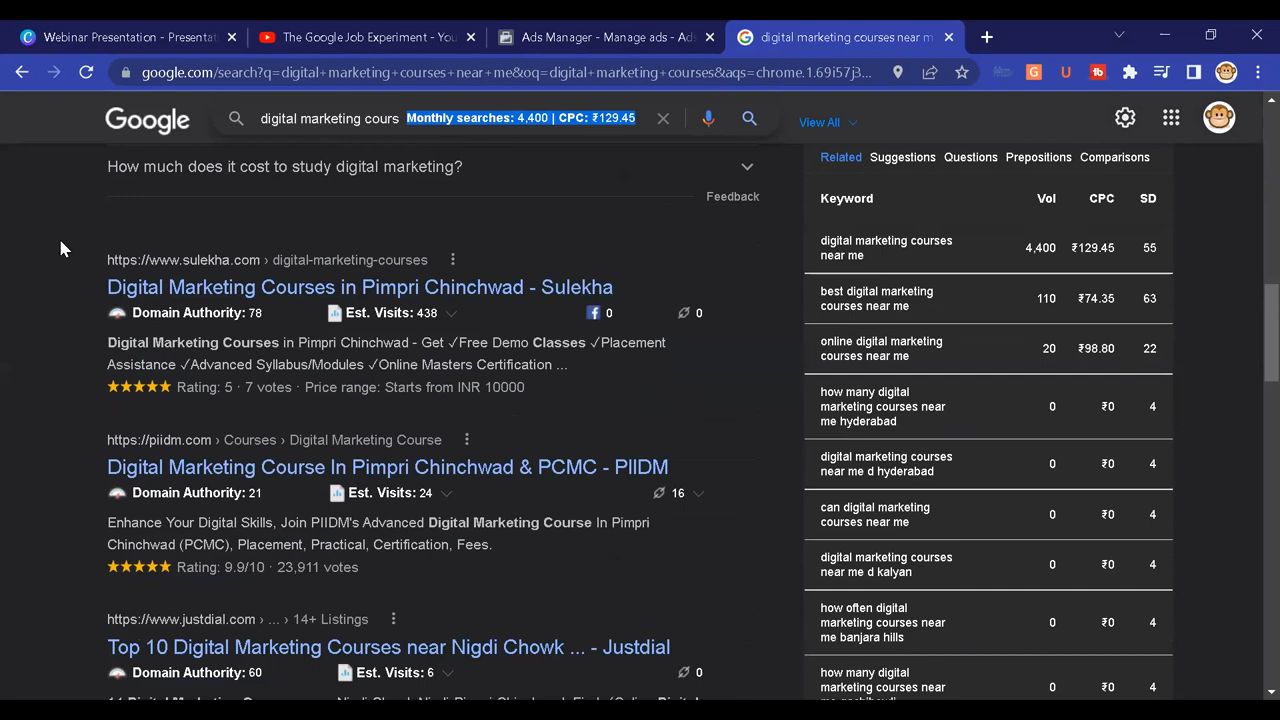 Webinar Presentation - Presentat
The Google Job Experiment - You
Ads Manager - Manage ads - Ads
digital marketing courses near m
google.com/search?q=digital+marketing+courses+near+me&oq=digital+marketing+courses&aqs=chrome.1.69i57j3...
Google
digital marketing cours Monthly searches: 4,400 | CPC: ₹129.45
View All
How much does it cost to study digital marketing?
Feedback
https://www.sulekha.com › digital-marketing-courses
Digital Marketing Courses in Pimpri Chinchwad - Sulekha
Domain Authority: 78 Est. Visits: 438 0 0
Digital Marketing Courses in Pimpri Chinchwad - Get ✓Free Demo Classes ✓Placement
Assistance ✓Advanced Syllabus/Modules ✓Online Masters Certification ...
★★★★★ Rating: 5 · 7 votes · Price range: Starts from INR 10000
https://piidm.com › Courses › Digital Marketing Course
Digital Marketing Course In Pimpri Chinchwad & PCMC - PIIDM
Domain Authority: 21 Est. Visits: 24 16
Enhance Your Digital Skills, Join PIIDM's Advanced Digital Marketing Course In Pimpri
Chinchwad (PCMC), Placement, Practical, Certification, Fees.
★★★★★ Rating: 9.9/10 · 23,911 votes
https://www.justdial.com › ... › 14+ Listings
Top 10 Digital Marketing Courses near Nigdi Chowk ... - Justdial
Domain Authority: 60 Est. Visits: 6 0
Related Suggestions Questions Prepositions Comparisons
Keyword Vol CPC SD
digital marketing courses
near me 4,400 ₹129.45 55
best digital marketing
courses near me 110 ₹74.35 63
online digital marketing
courses near me 20 ₹98.80 22
how many digital
marketing courses near 0 ₹0 4
me hyderabad
digital marketing courses
near me d hyderabad 0 ₹0 4
can digital marketing
courses near me 0 ₹0 4
digital marketing courses
near me d kalyan 0 ₹0 4
how often digital
marketing courses near 0 ₹0 4
me banjara hills
how many digital
marketing courses near 0 ₹0 4